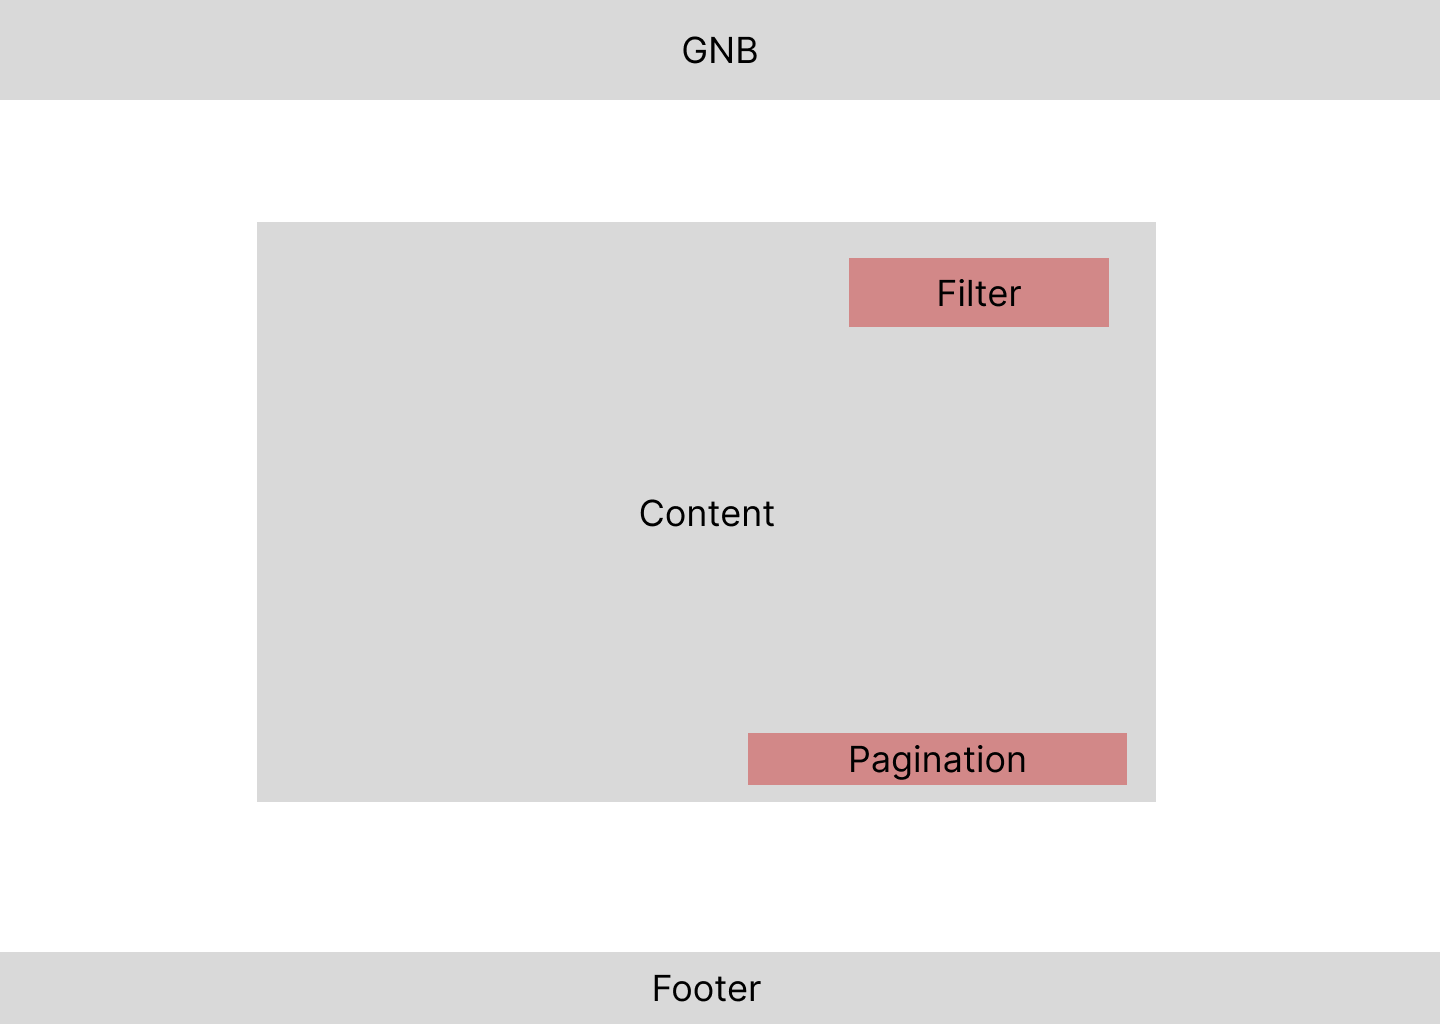 GNB
Filter
Content
Pagination
Footer